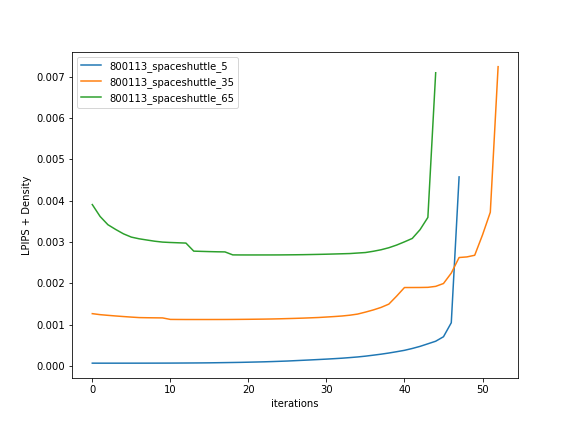 800113_spaceshuttle_5
800113_spaceshuttle_35
800113_spaceshuttle_65
LPIPS + Density
0.007
0.006
0.005
0.004
0.003
0.002
0.001
0.000
0 10 20 30 40 50
iterations